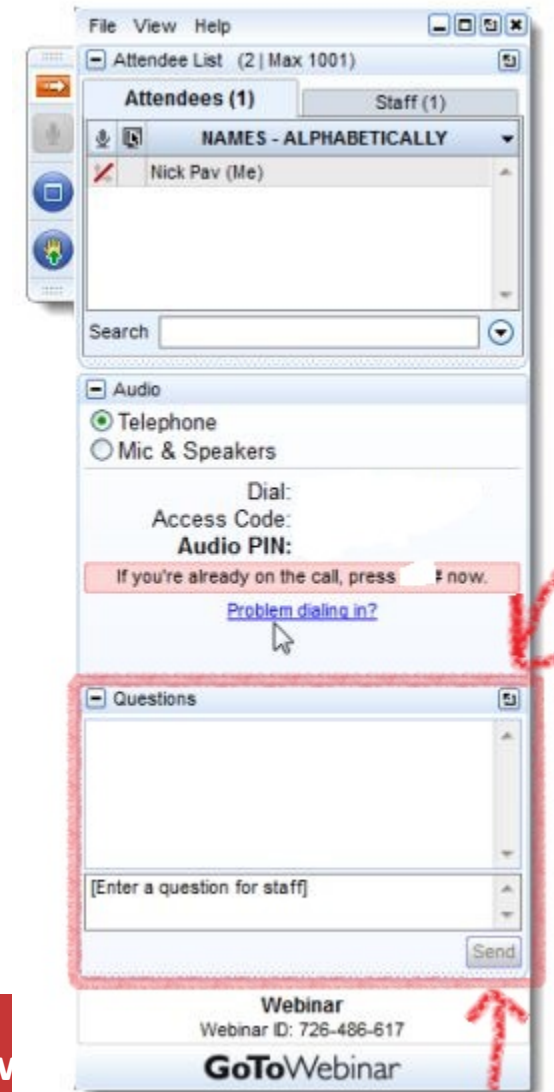 File View Help
Attendee List (2 | Max 1001)
Attendees (1) Staff (1)
NAMES - ALPHABETICALLY
Nick Pav (Me)
Search
Audio
Telephone
Mic & Speakers
Dial:
Access Code:
Audio PIN:
If you're already on the call, press # now.
Problem dialing in?
Questions
[Enter a question for staff]
Send
Webinar
Webinar ID: 726-486-617
GoToWebinar